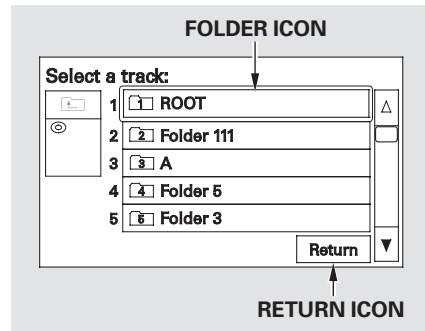 FOLDER ICON
Select a track:
1 1 ROOT
2 2 Folder 111
3 3 A
4 4 Folder 5
5 6 Folder 3
Return
RETURN ICON